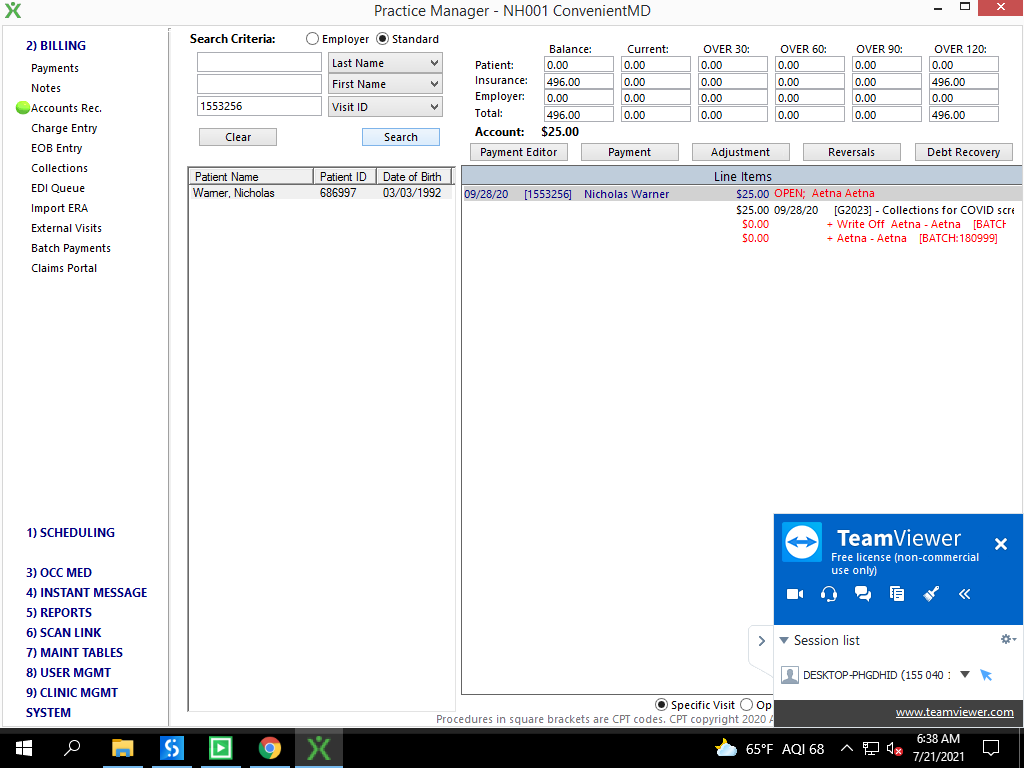 Practice Manager - NH001 ConvenientMD
2) BILLING
Payments
Notes
Accounts Rec.
Charge Entry
EOB Entry
Collections
EDI Queue
Import ERA
External Visits
Batch Payments
Claims Portal
1) SCHEDULING
3) OCC MED
4) INSTANT MESSAGE
5) REPORTS
6) SCAN LINK
7) MAINT TABLES
8) USER MGMT
9) CLINIC MGMT
SYSTEM
Search Criteria: Employer Standard
Last Name
First Name
1553256 Visit ID
Clear Search
Balance: Current: OVER 30: OVER 60: OVER 90: OVER 120:
Patient: 0.00 0.00 0.00 0.00 0.00 0.00
Insurance: 496.00 0.00 0.00 0.00 0.00 496.00
Employer: 0.00 0.00 0.00 0.00 0.00 0.00
Total: 496.00 0.00 0.00 0.00 0.00 496.00
Account: $25.00
Payment Editor Payment Adjustment Reversals Debt Recovery
Patient Name Patient ID Date of Birth
Warner, Nicholas 686997 03/03/1992
Line Items
09/28/20 [1553256] Nicholas Warner $25.00 OPEN; Aetna Aetna
$25.00 09/28/20 [G2023] - Collections for COVID scre
$0.00 + Write Off Aetna - Aetna [BATCH
$0.00 + Aetna - Aetna [BATCH:180999]
Specific Visit Op
Procedures in square brackets are CPT codes. CPT copyright 2020 A
TeamViewer
Free license (non-commercial
use only)
Session list
DESKTOP-PHGDHID (155 040
www.teamviewer.com
65°F AQI 68
6:38 AM
7/21/2021